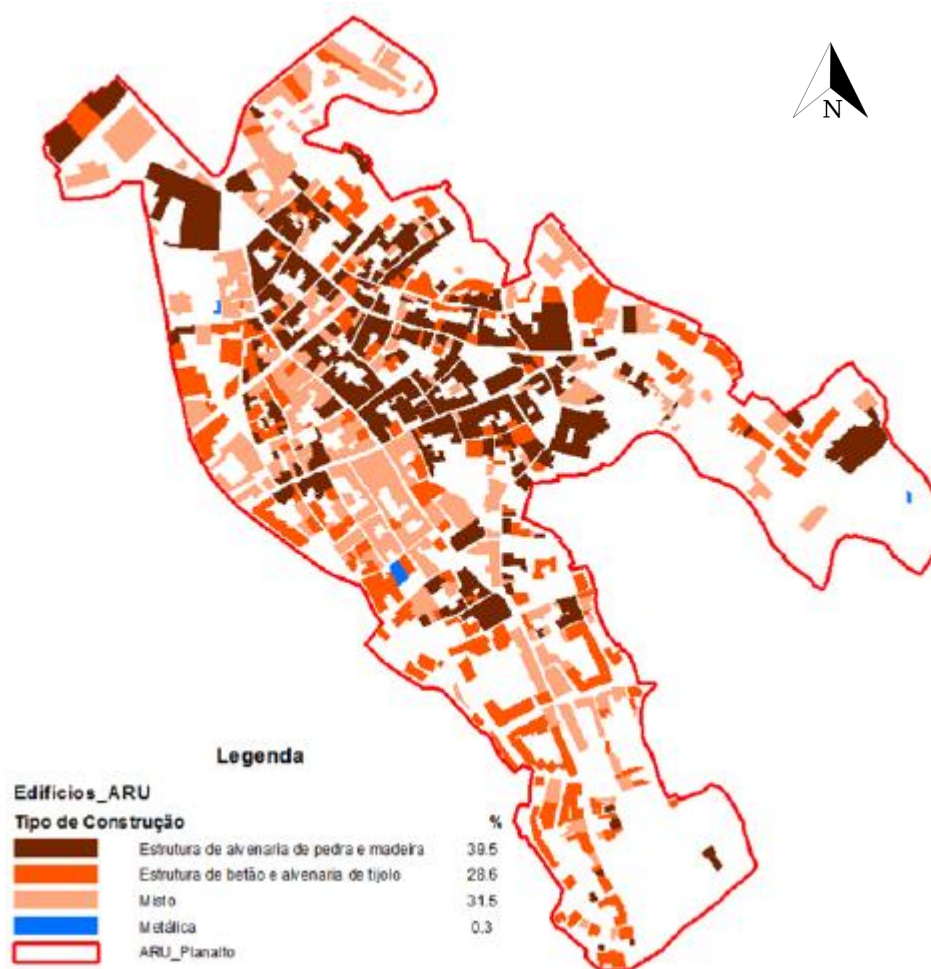 N
Legenda
Edificios_ARU
Tipo de Construção %
Estrutura de alvenaria de pedra e madeira 39.5
Estrutura de betão e alvenaria de tijolo 28.6
Misto 31.5
Metálica 0.3
ARU_Planalto